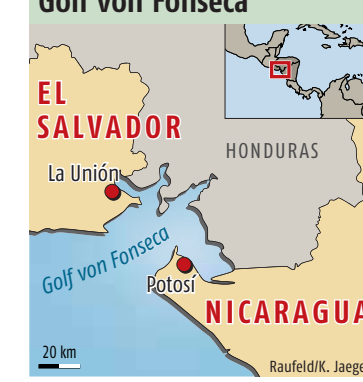 Golf von Fonseca
EL
SALVADOR
HONDURAS
La Unión
Golf von Fonseca
Potosí
NICARAGUA
20 km
Raufeld/K. Jaege